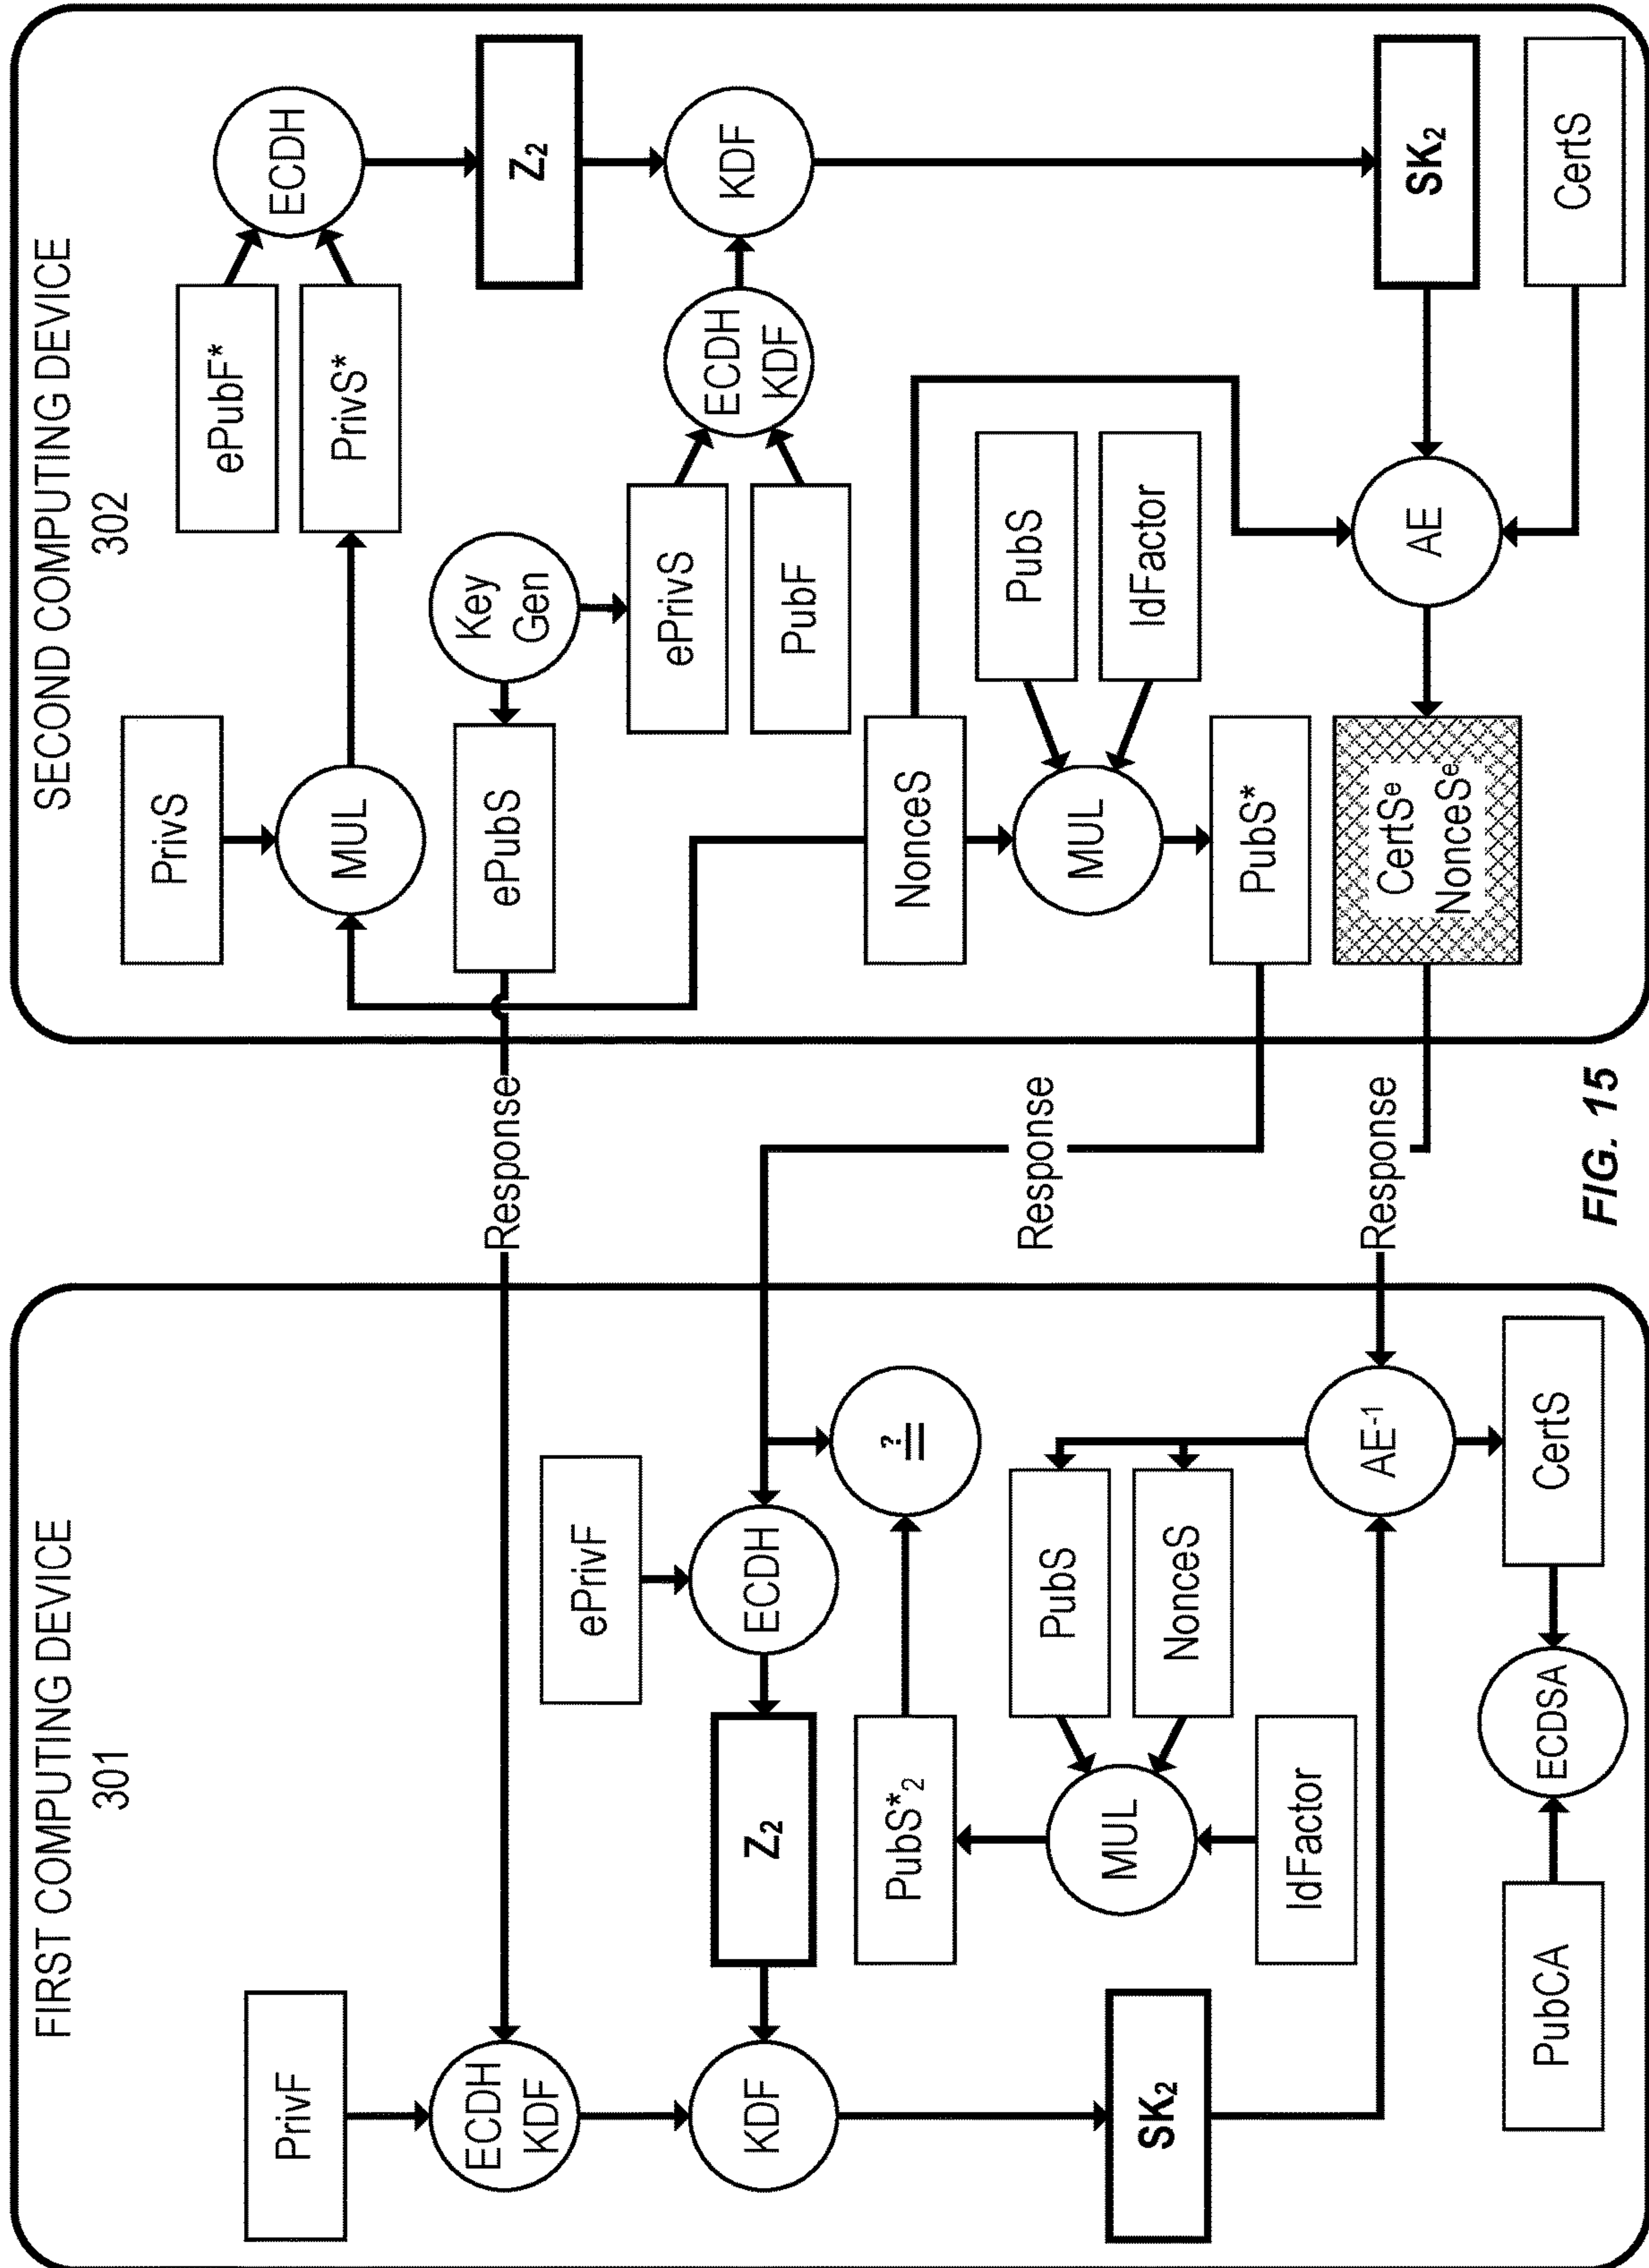 FIRST COMPUTING DEVICE
301
PrivF
ECDH
KDF
ePrivF
KDF
Z₂
ECDH
PubS*₂
?
=
SK₂
MUL
PubS
NonceS
IdFactor
AE⁻¹
PubCA
ECDSA
CertS
Response
Response
Response
FIG. 15
SECOND COMPUTING DEVICE
302
PrivS
MUL
ePubF*
PrivS*
ECDH
ePubS
Key
Gen
Z₂
ePrivS
PubF
ECDH
KDF
KDF
NonceS
MUL
PubS
IdFactor
PubS*
CertSᵉ
NonceSᵉ
AE
SK₂
CertS